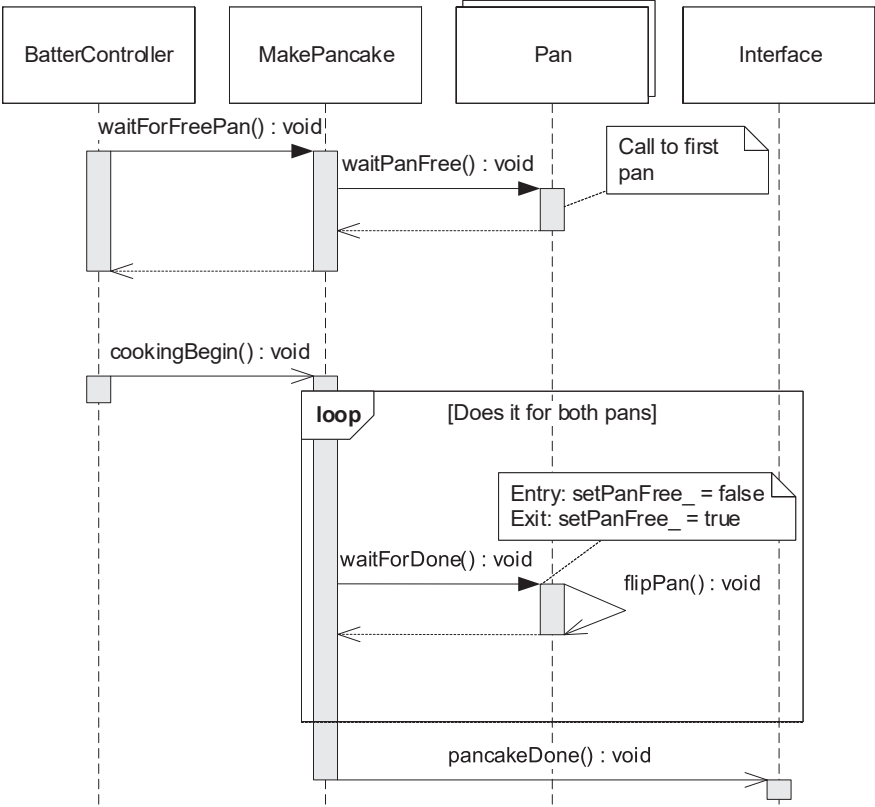 BatterController
MakePancake
Pan
Interface
waitForFreePan() : void
waitPanFree() : void
Call to first
pan
cookingBegin() : void
loop
[Does it for both pans]
Entry: setPanFree_ = false
Exit: setPanFree_ = true
waitForDone() : void
flipPan() : void
pancakeDone() : void